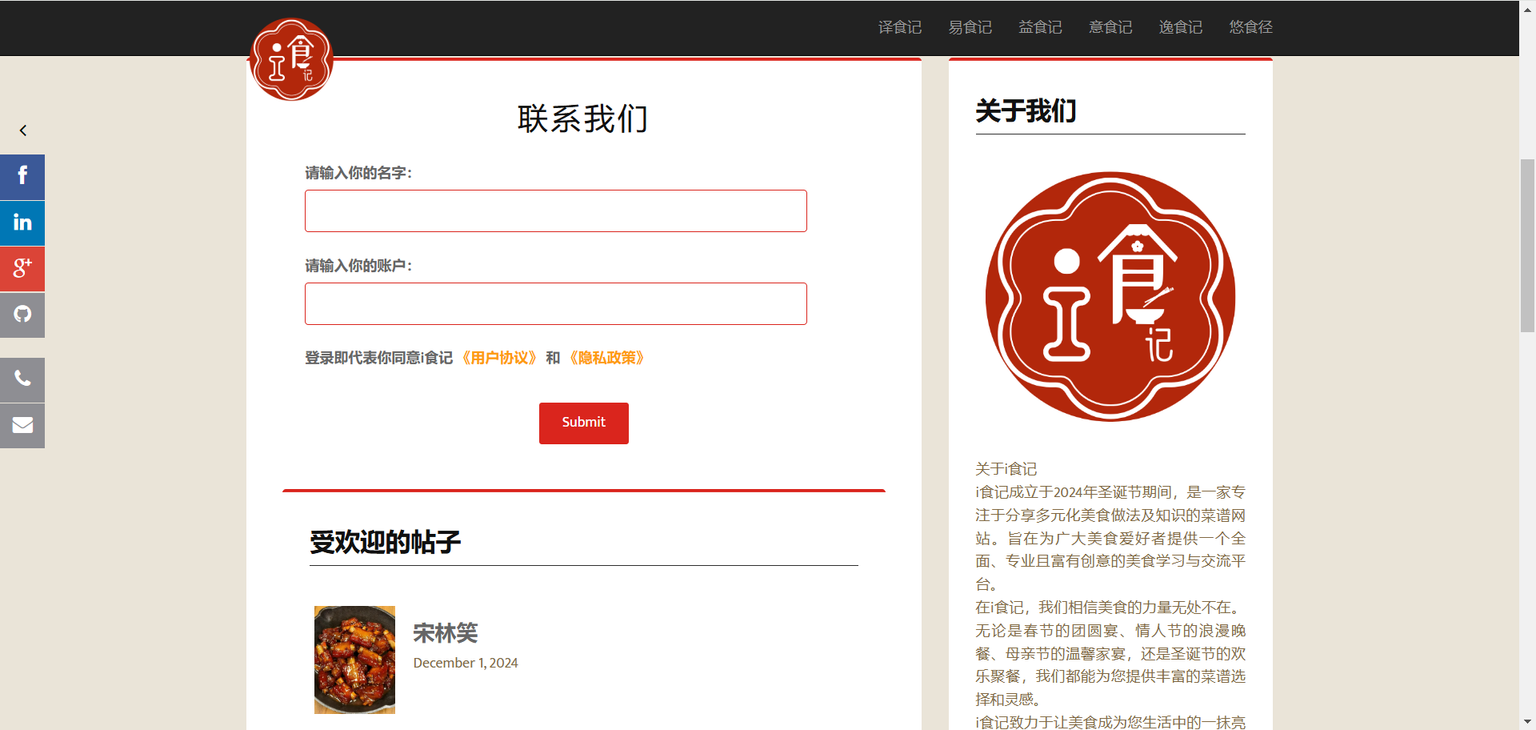 译食记 易食记 益食记 意食记 逸食记 悠食径
i食记
联系我们
请输入你的名字：
请输入你的账户：
登录即代表你同意i食记 《用户协议》 和 《隐私政策》
Submit
受欢迎的帖子
宋林笑
December 1, 2024
f
in
g+
关于我们
i食记
关于i食记
i食记成立于2024年圣诞节期间，是一家专
注于分享多元化美食做法及知识的菜谱网
站。旨在为广大美食爱好者提供一个全
面、专业且富有创意的美食学习与交流平
台。
在i食记，我们相信美食的力量无处不在。
无论是春节的团圆宴、情人节的浪漫晚
餐、母亲节的温馨家宴，还是圣诞节的欢
乐聚餐，我们都能为您提供丰富的菜谱选
择和灵感。
i食记致力于让美食成为您生活中的一抹亮